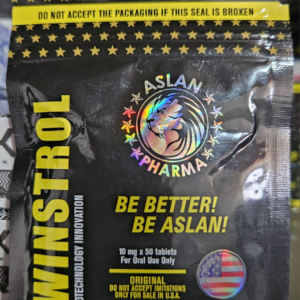 DO NOT ACCEPT THE PACKAGING IF THIS SEAL IS BROKEN
ASLAN
PHARMA
WINSTROL
OTECHNOLOGY INNOVATION
BE BETTER!
BE ASLAN!
10 mg x 50 tablets
For Oral Use Only
ORIGINAL
DO NOT ACCEPT IMITATIONS
ONLY FOR SALE IN U.S.A.